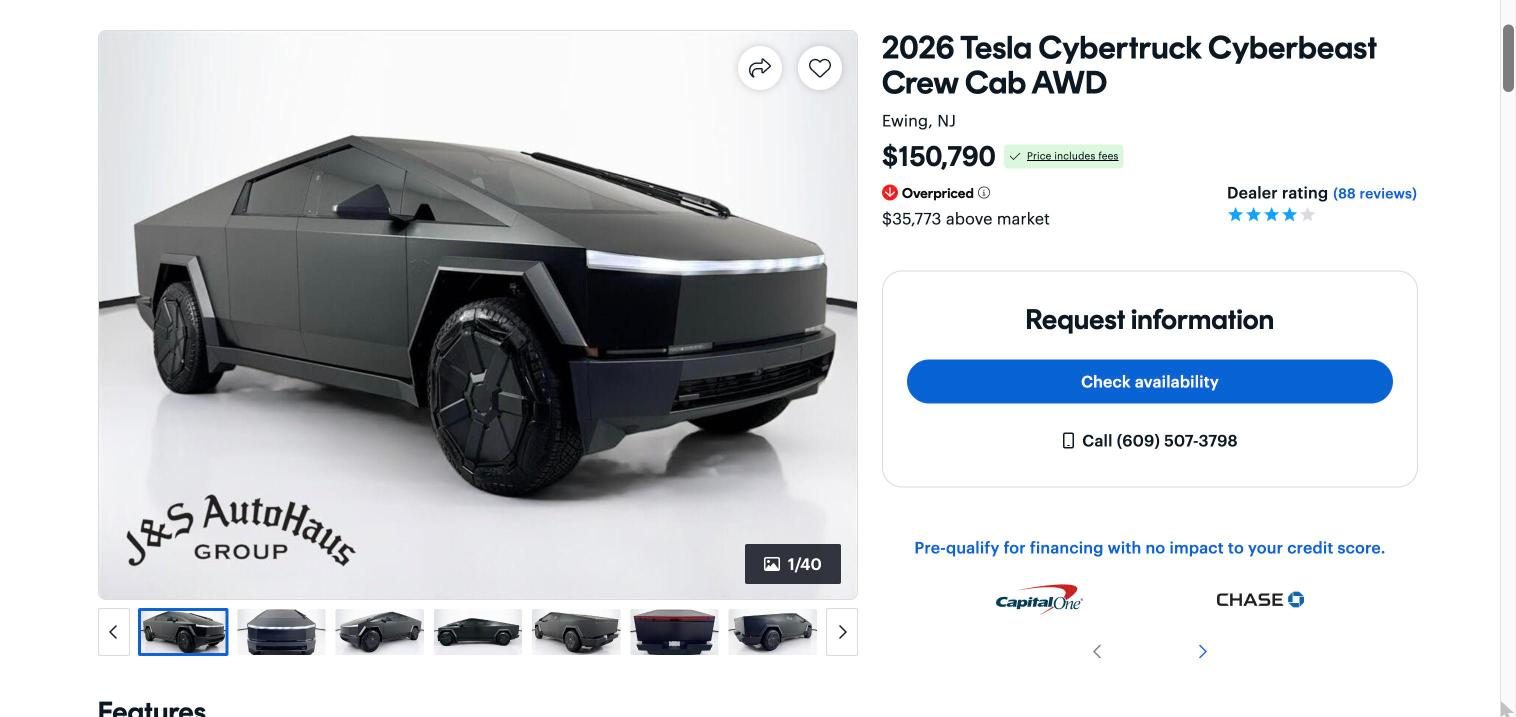 2026 Tesla Cybertruck Cyberbeast
Crew Cab AWD
Ewing, NJ
$150,790
Price includes fees
Overpriced
$35,773 above market
Dealer rating (88 reviews)
Request information
Check availability
Call (609) 507-3798
Pre-qualify for financing with no impact to your credit score.
Capital One
CHASE
J&S AutoHaus
GROUP
1/40
Features